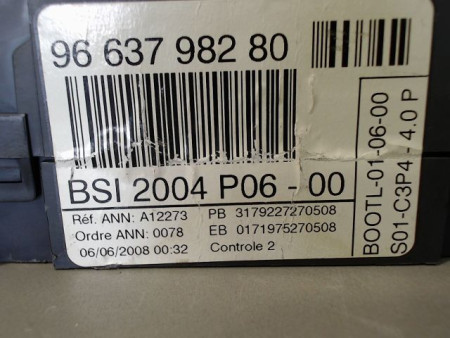 96 637 982 80
BSI 2004 P06 - 00
Réf. ANN: A12273 PB 3179227270508
Ordre ANN: 0078 EB 0171975270508
06/06/2008 00:32 Controle 2
BOOTL-01-06-00
S01-C3P4 - 4.0 P